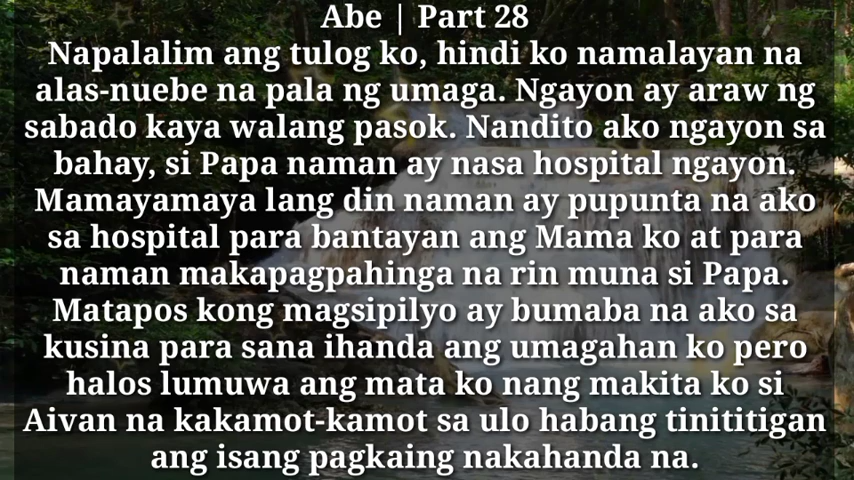 Abe | Part 28
Napalalim ang tulog ko, hindi ko namalayan na
alas-nuebe na pala ng umaga. Ngayon ay araw ng
sabado kaya walang pasok. Nandito ako ngayon sa
bahay, si Papa naman ay nasa hospital ngayon.
Mamayamaya lang din naman ay pupunta na ako
sa hospital para bantayan ang Mama ko at para
naman makapagpahinga na rin muna si Papa.
Matapos kong magsipilyo ay bumaba na ako sa
kusina para sana ihanda ang umagahan ko pero
halos lumuwa ang mata ko nang makita ko si
Aivan na kakamot-kamot sa ulo habang tinititigan
ang isang pagkaing nakahanda na.